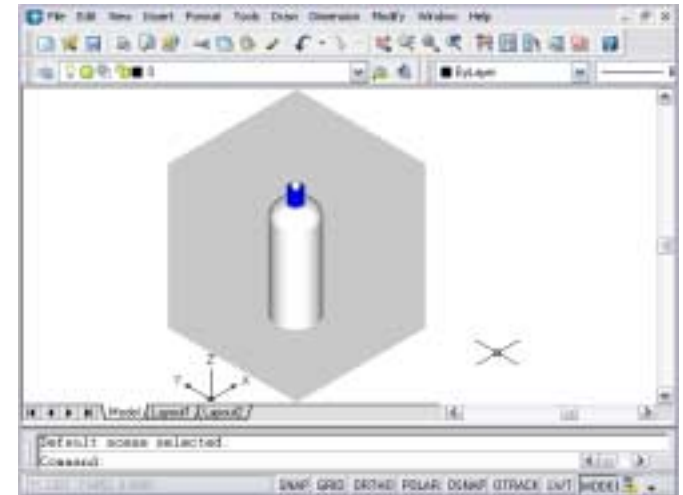 File Edit View Insert Format Tools Draw Dimension Modify Window Help
0 ByLayer
Z
Y X
Model Layout1 Layout2
Default scene selected.
Command:
SNAP GRID ORTHO POLAR OSNAP OTRACK LWT MODEL